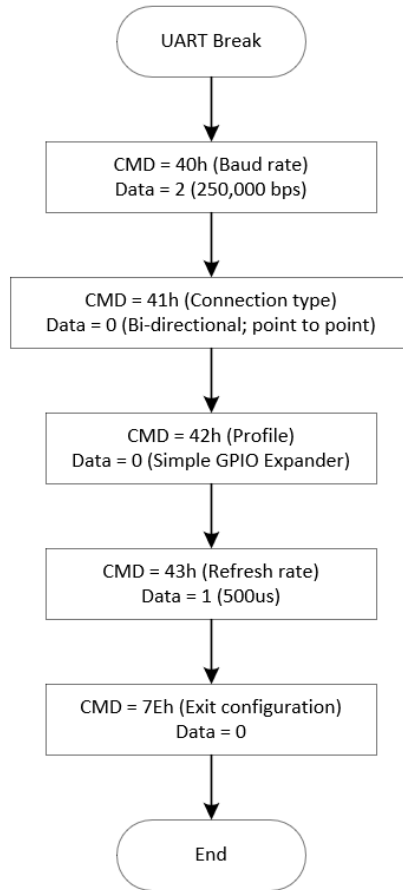 UART Break
CMD = 40h (Baud rate)
Data = 2 (250,000 bps)
CMD = 41h (Connection type)
Data = 0 (Bi-directional; point to point)
CMD = 42h (Profile)
Data = 0 (Simple GPIO Expander)
CMD = 43h (Refresh rate)
Data = 1 (500us)
CMD = 7Eh (Exit configuration)
Data = 0
End